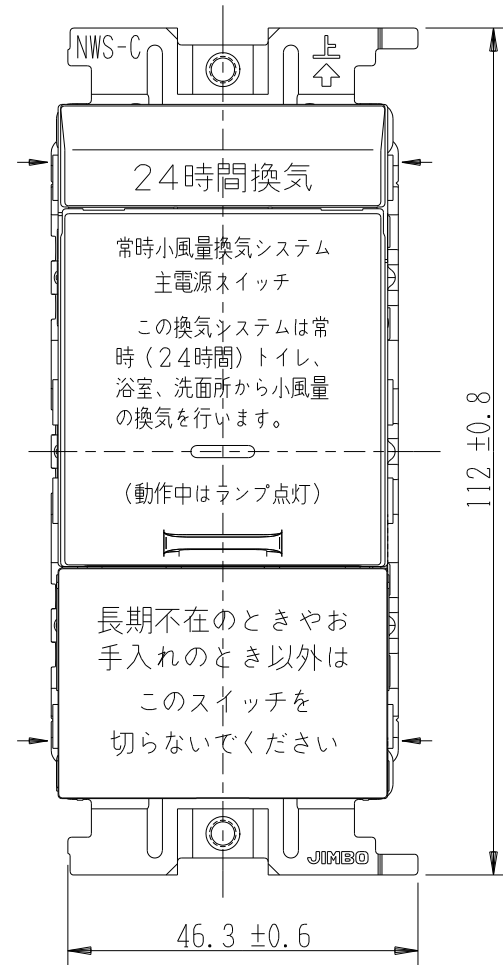 NWS-C
上
24時間換気
常時小風量換気システム
主電源スイッチ
この換気システムは常
時（24時間）トイレ、
浴室、洗面所から小風量
の換気を行います。
（動作中はランプ点灯）
長期不在のときやお
手入れのとき以外は
このスイッチを
切らないでください
JIMBO
112 ±0.8
46.3 ±0.6